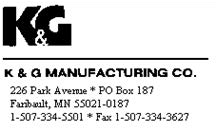 K&G
K & G MANUFACTURING CO.
226 Park Avenue * PO Box 187
Faribault, MN 55021-0187
1-507-334-5501 * Fax 1-507-334-3627